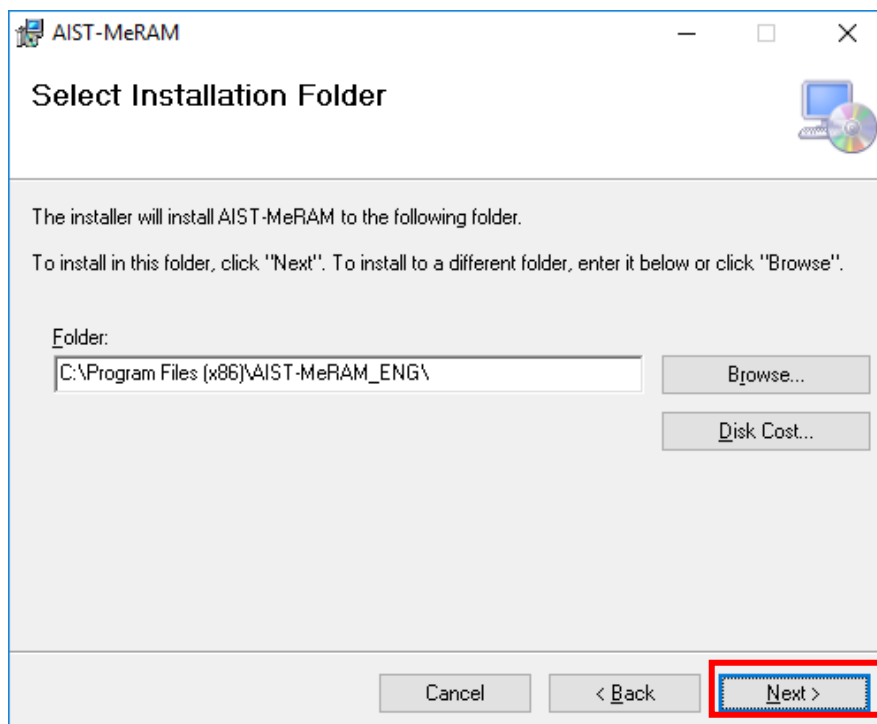 AIST-MeRAM
Select Installation Folder
The installer will install AIST-MeRAM to the following folder.
To install in this folder, click "Next". To install to a different folder, enter it below or click "Browse".
Folder:
C:\Program Files (x86)\AIST-MeRAM_ENG\
Browse...
Disk Cost...
Cancel
< Back
Next >